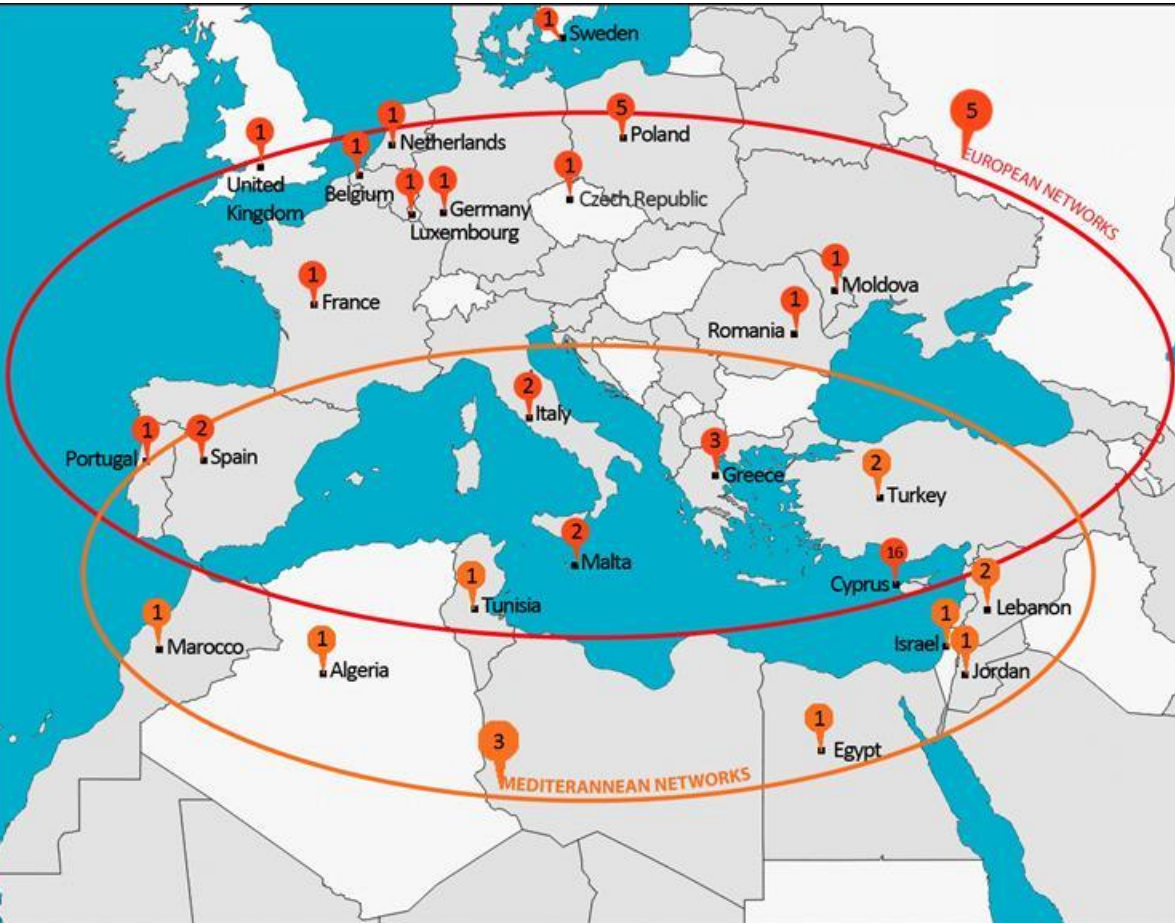 1
Sweden
5
Poland
5
EUROPEAN NETWORKS
1
Netherlands
1
United
Kingdom
1
Belgium
1
Luxembourg
1
Germany
1
Czech Republic
1
France
1
Moldova
1
Romania
2
Italy
1
Portugal
2
Spain
3
Greece
2
Turkey
2
Malta
16
Cyprus
1
Tunisia
2
Lebanon
1
Israel
1
Jordan
1
Marocco
1
Algeria
1
Egypt
3
MEDITERANNEAN NETWORKS